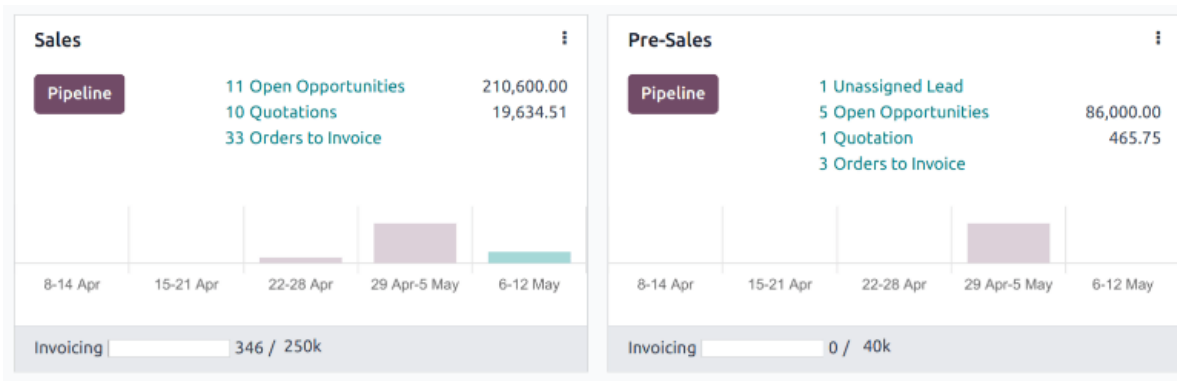 Sales
Pipeline
11 Open Opportunities 210,600.00
10 Quotations 19,634.51
33 Orders to Invoice
8-14 Apr 15-21 Apr 22-28 Apr 29 Apr-5 May 6-12 May
Invoicing 346 / 250k
Pre-Sales
Pipeline
1 Unassigned Lead
5 Open Opportunities 86,000.00
1 Quotation 465.75
3 Orders to Invoice
8-14 Apr 15-21 Apr 22-28 Apr 29 Apr-5 May 6-12 May
Invoicing 0 / 40k